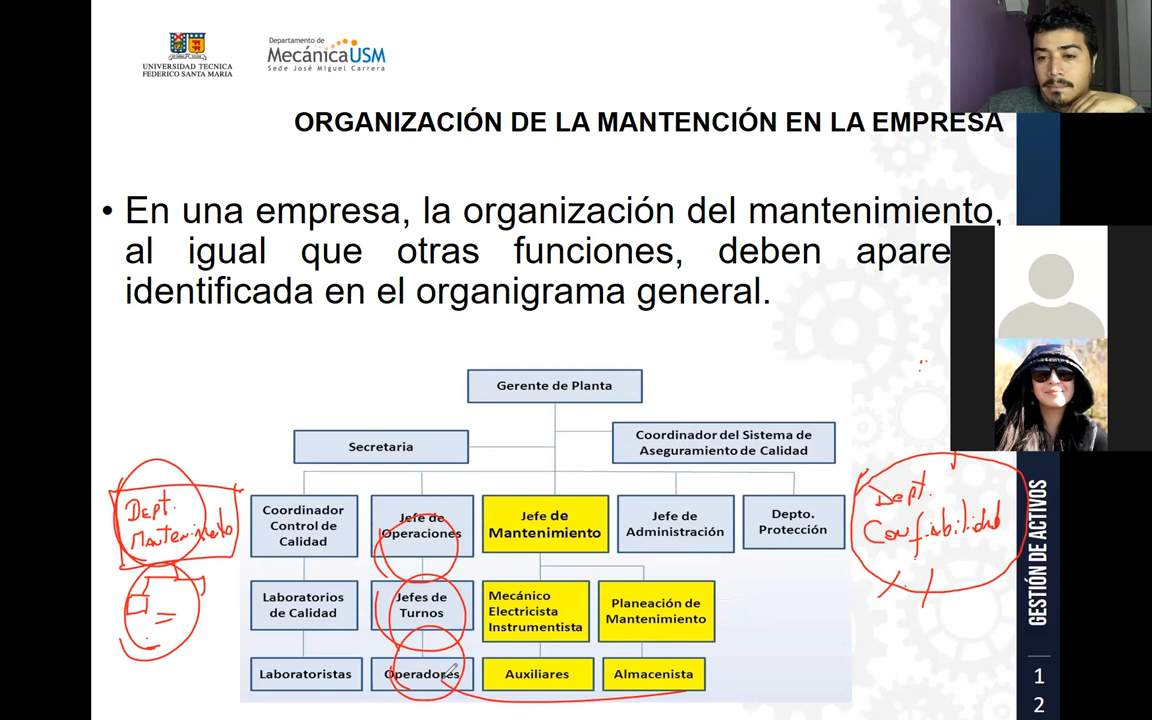 UNIVERSIDAD TECNICA
FEDERICO SANTA MARIA
Departamento de
MecánicaUSM
Sede José Miguel Carrera
ORGANIZACIÓN DE LA MANTENCIÓN EN LA EMPRESA
• En una empresa, la organización del mantenimiento,
al igual que otras funciones, deben apare
identificada en el organigrama general.
Gerente de Planta
Secretaria
Coordinador del Sistema de
Aseguramiento de Calidad
Dept.
Mantenimiento
Coordinador
Control de
Calidad
Jefe de
Operaciones
Jefe de
Mantenimiento
Jefe de
Administración
Depto.
Protección
Dept.
Confiabilidad
Laboratorios
de Calidad
Jefes de
Turnos
Mecánico
Electricista
Instrumentista
Planeación de
Mantenimiento
Laboratoristas
Operadores
Auxiliares
Almacenista
GESTIÓN DE ACTIVOS
1
2